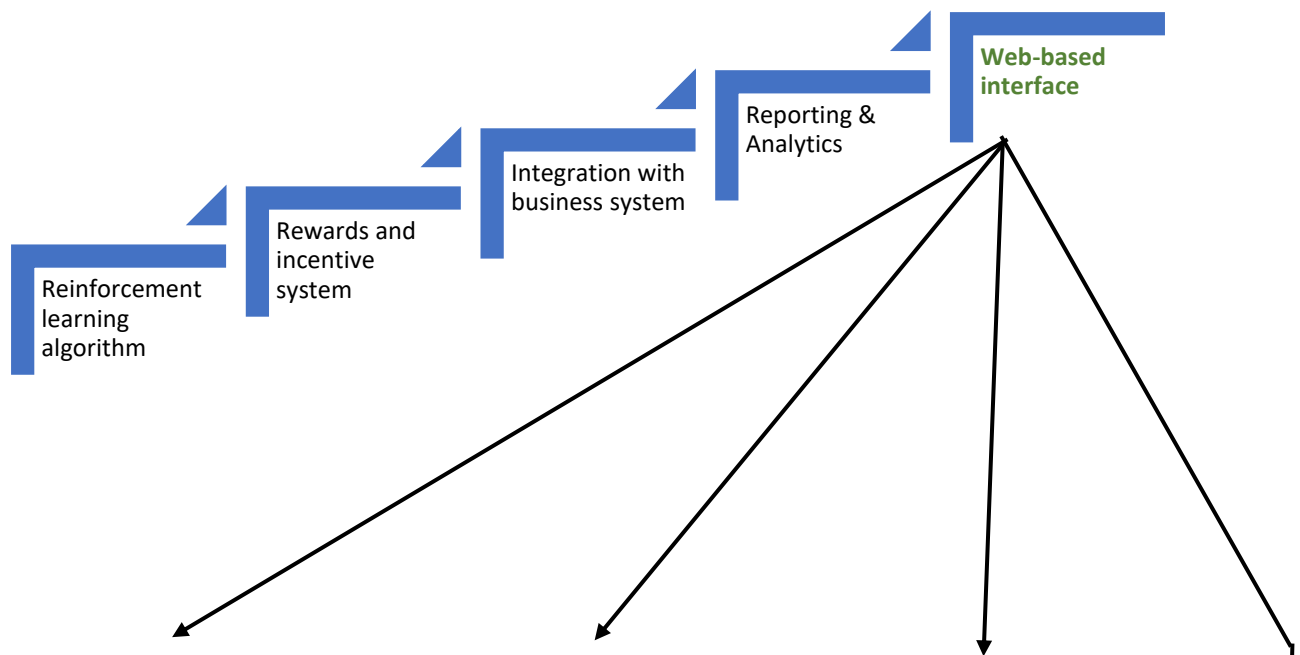 Reinforcement
learning
algorithm
Rewards and
incentive
system
Integration with
business system
Reporting &
Analytics
Web-based
interface